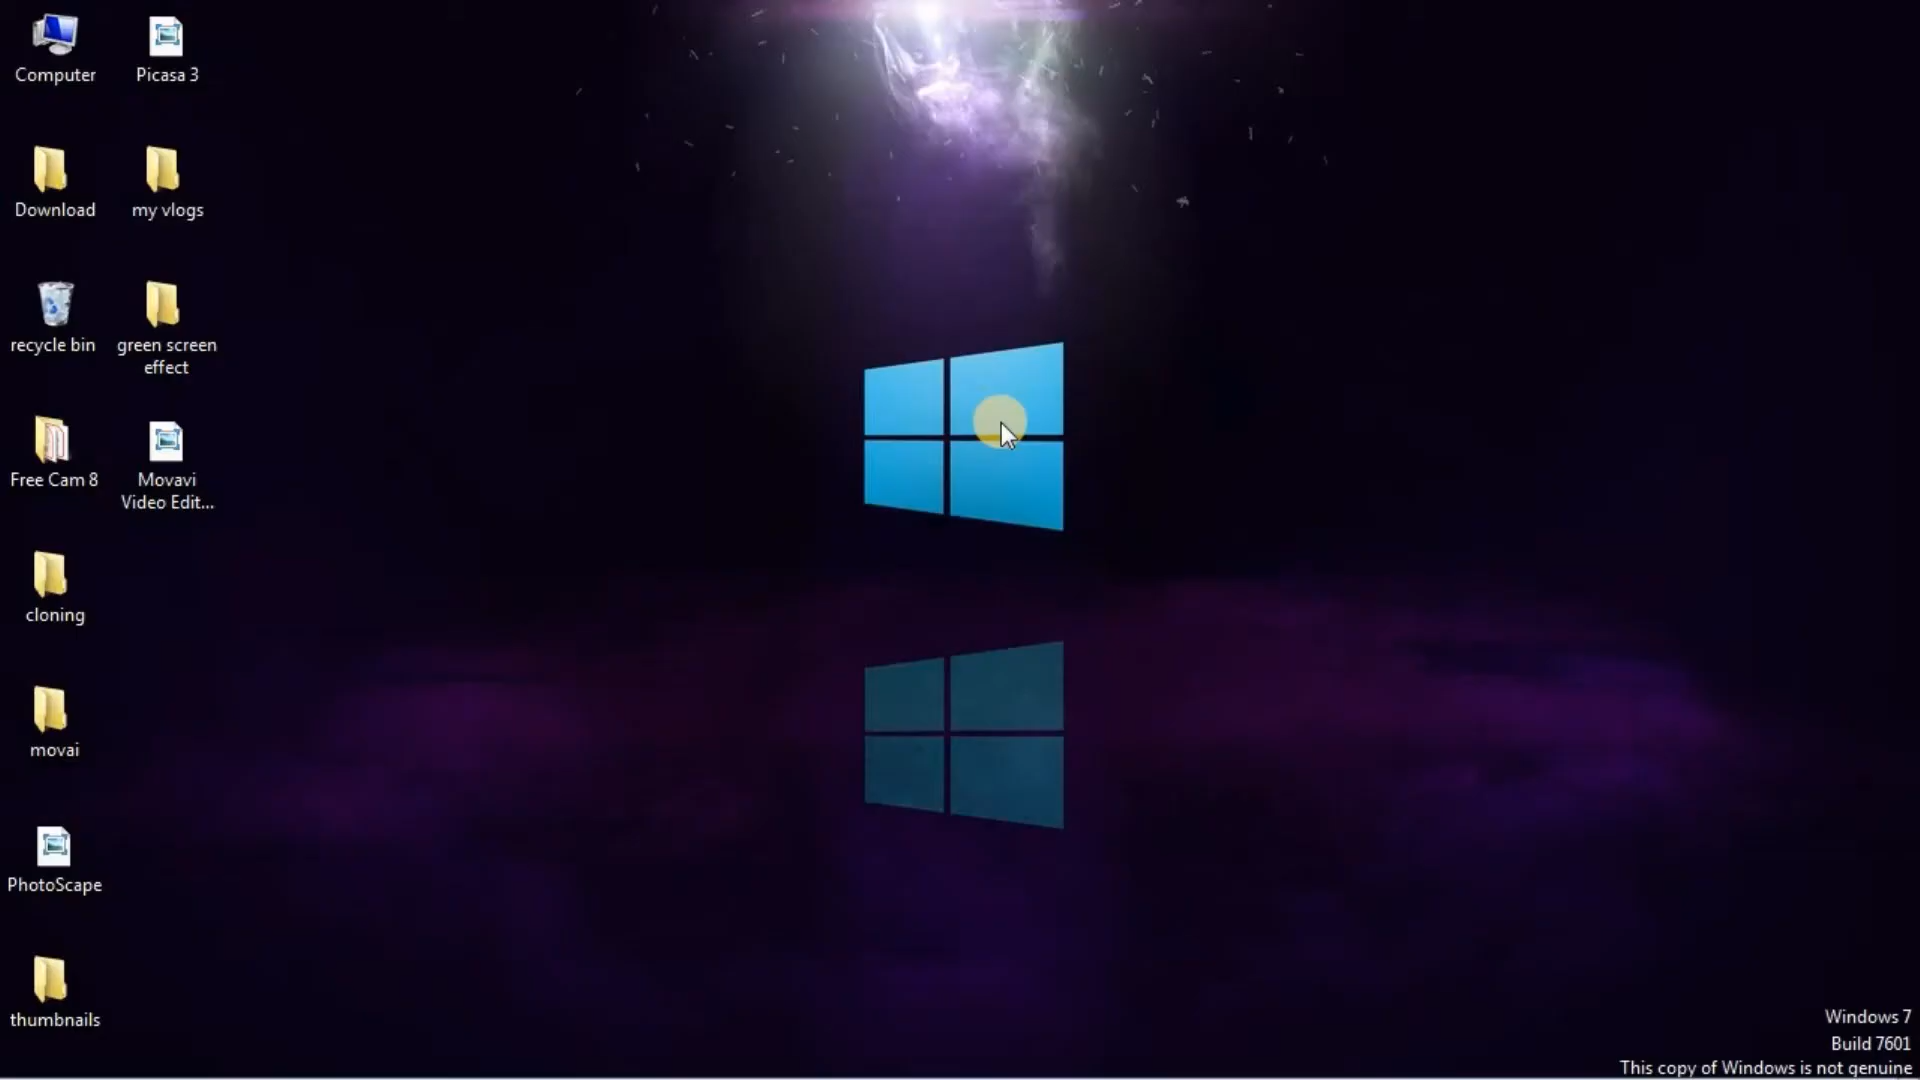 Computer
Picasa 3
Download
my vlogs
recycle bin
green screen
effect
Free Cam 8
Movavi
Video Edit...
cloning
movai
PhotoScape
thumbnails
Windows 7
Build 7601
This copy of Windows is not genuine